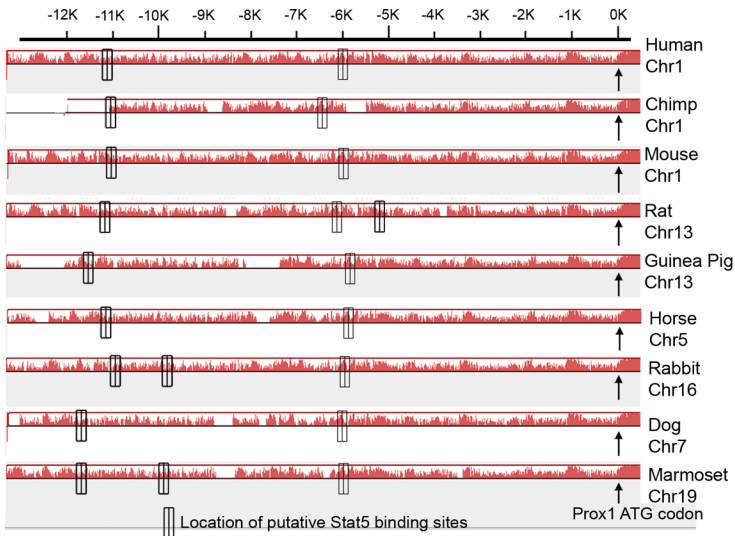 -12K -11K -10K -9K -8K -7K -6K -5K -4K -3K -2K -1K 0K
Human
Chr1
Chimp
Chr1
Mouse
Chr1
Rat
Chr13
Guinea Pig
Chr13
Horse
Chr5
Rabbit
Chr16
Dog
Chr7
Marmoset
Chr19
Prox1 ATG codon
Location of putative Stat5 binding sites